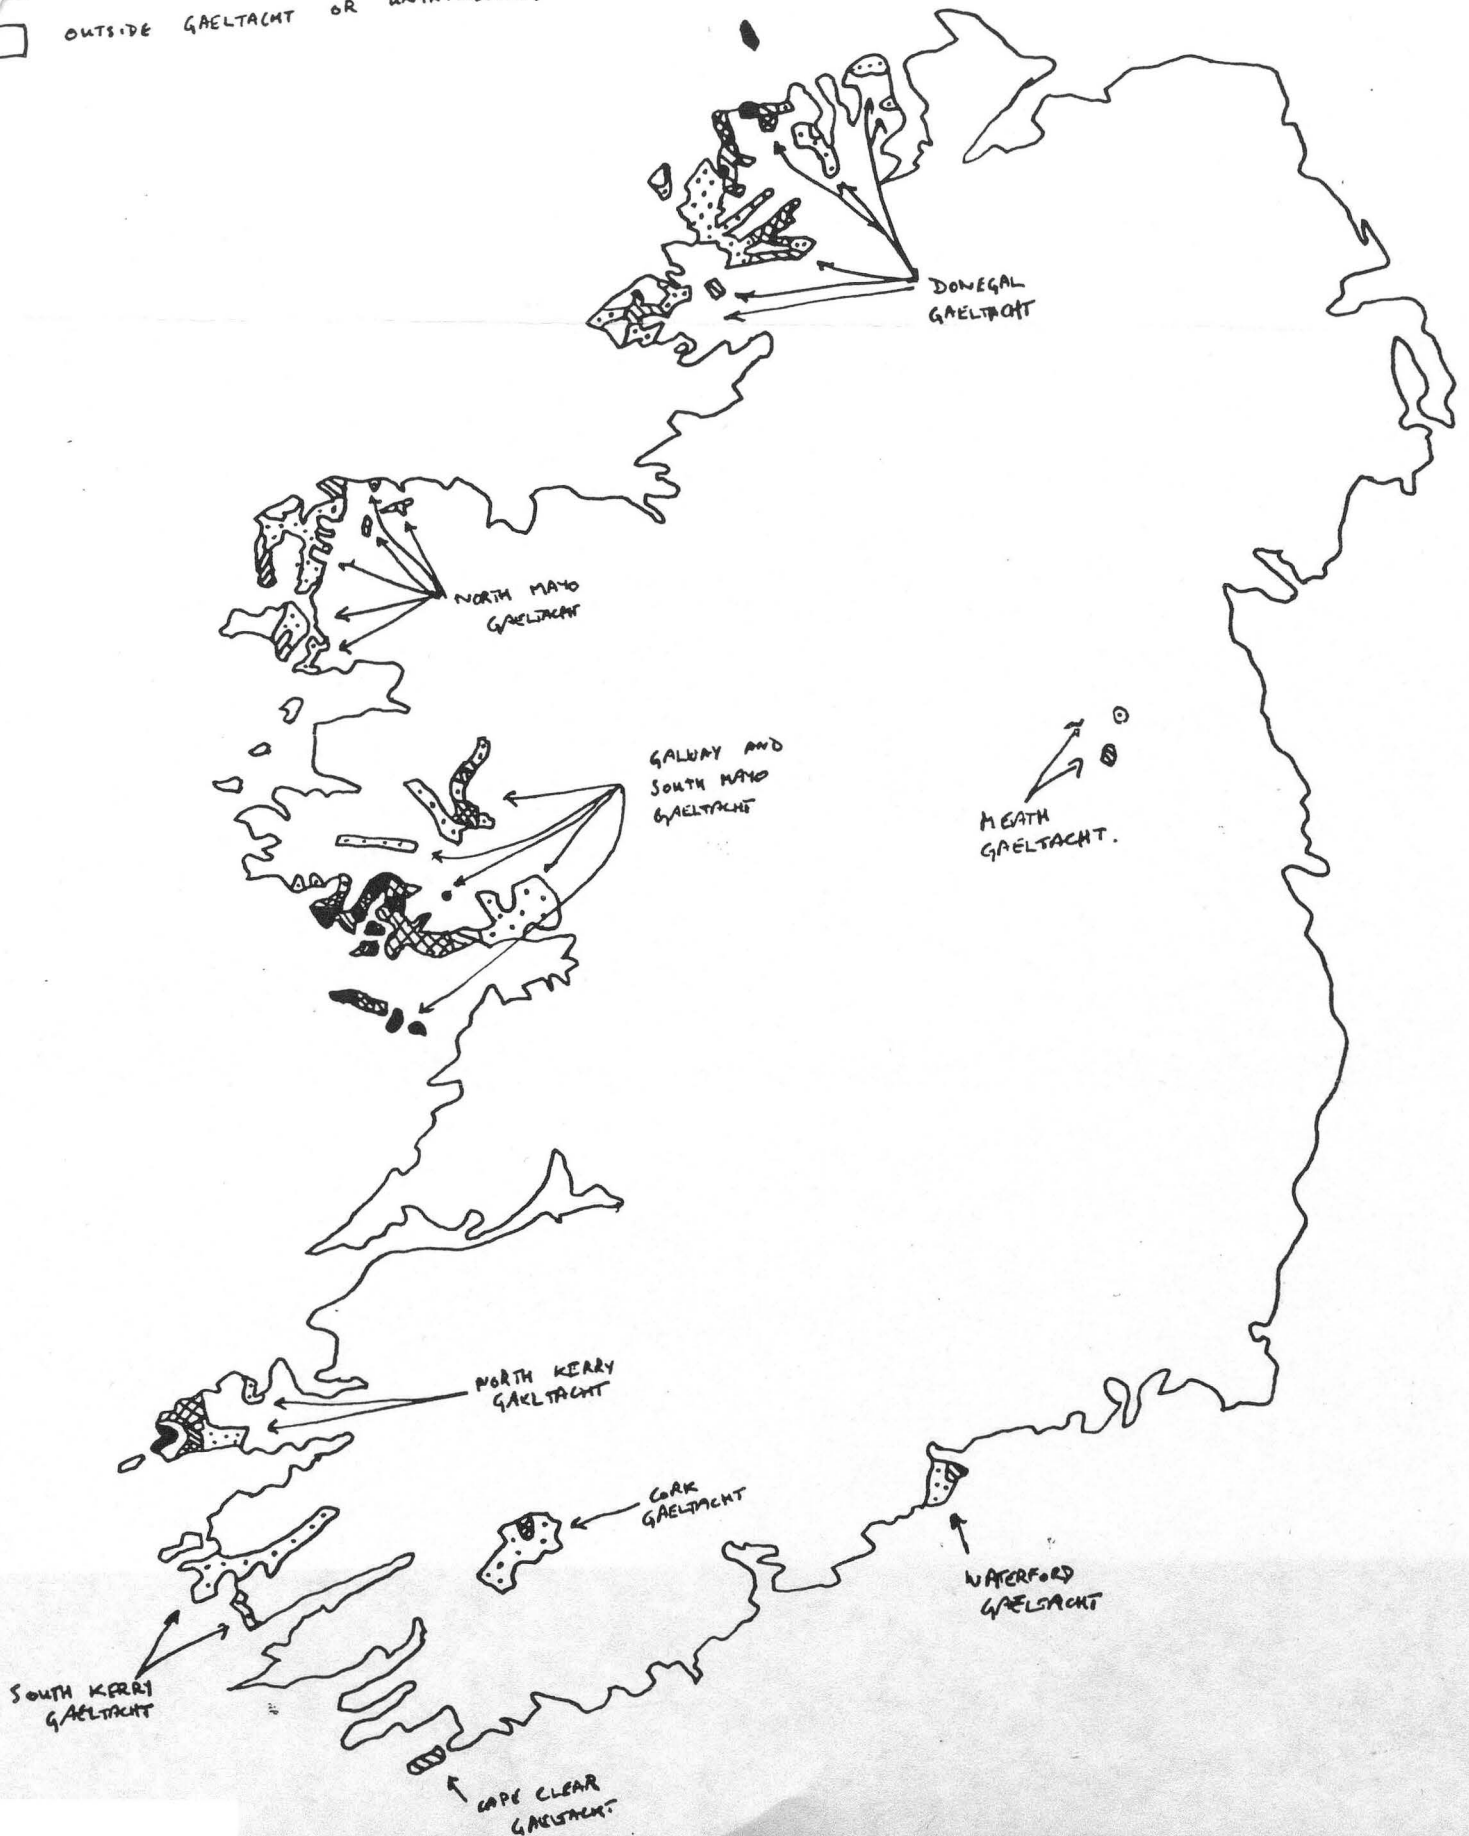 OUTSIDE GAELTACHT OR
DONEGAL
GAELTACHT
NORTH MAYO
GAELTACHT
GALWAY AND
SOUTH MAYO
GAELTACHT
MEATH
GAELTACHT.
NORTH KERRY
GAELTACHT
CORK
GAELTACHT
WATERFORD
GAELTACHT
SOUTH KERRY
GAELTACHT
CAPE CLEAR
GAELTACHT